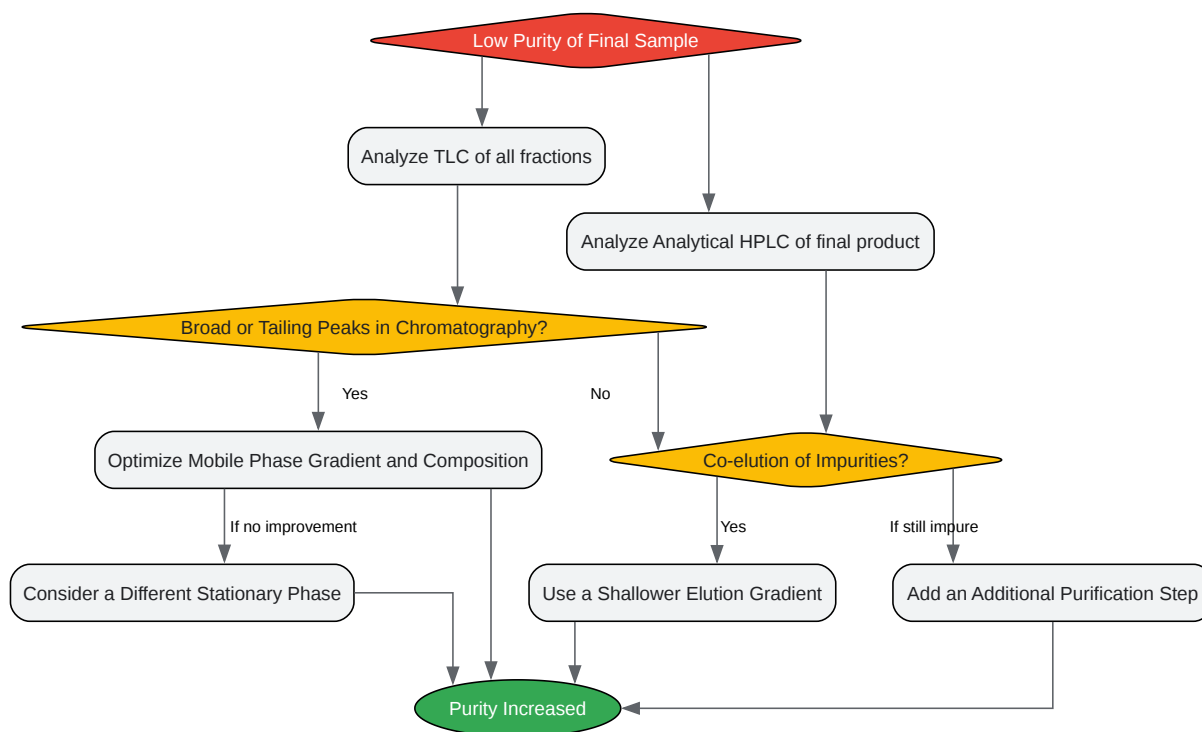 Low Purity of Final Sample
Analyze TLC of all fractions
Analyze Analytical HPLC of final product
Broad or Tailing Peaks in Chromatography?
Yes
No
Optimize Mobile Phase Gradient and Composition
Co-elution of Impurities?
If no improvement
Yes
If still impure
Consider a Different Stationary Phase
Use a Shallower Elution Gradient
Add an Additional Purification Step
Purity Increased